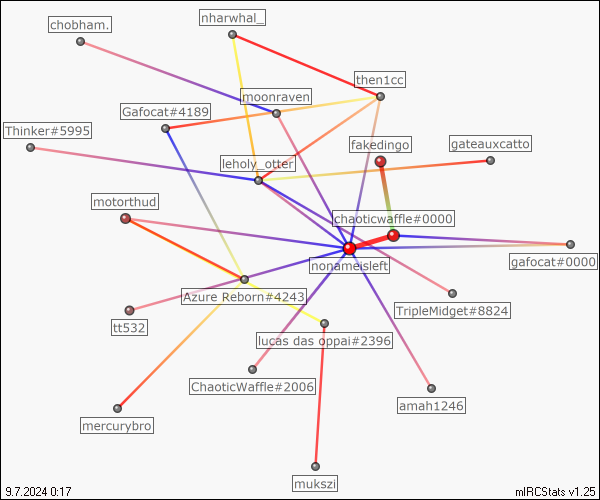 nharwhal_
chobham.
then1cc
moonraven
Gafocat#4189
Thinker#5995
fakedingo
gateauxcatto
leholy_otter
motorthud
chaoticwaffle#0000
gafocat#0000
nonameisleft
Azure Reborn#4243
TripleMidget#8824
tt532
lucas das oppai#2396
ChaoticWaffle#2006
amah1246
mercurybro
mukszi
9.7.2024 0:17
mIRCStats v1.25